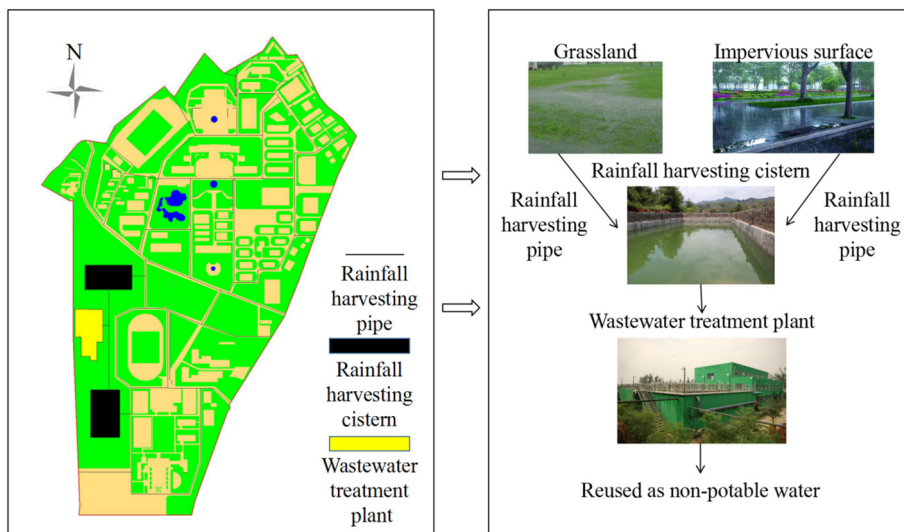 N
Rainfall
harvesting
pipe
Rainfall
harvesting
cistern
Wastewater
treatment
plant
Grassland
Impervious surface
Rainfall harvesting cistern
Rainfall
harvesting
pipe
Rainfall
harvesting
pipe
Wastewater treatment plant
Reused as non-potable water